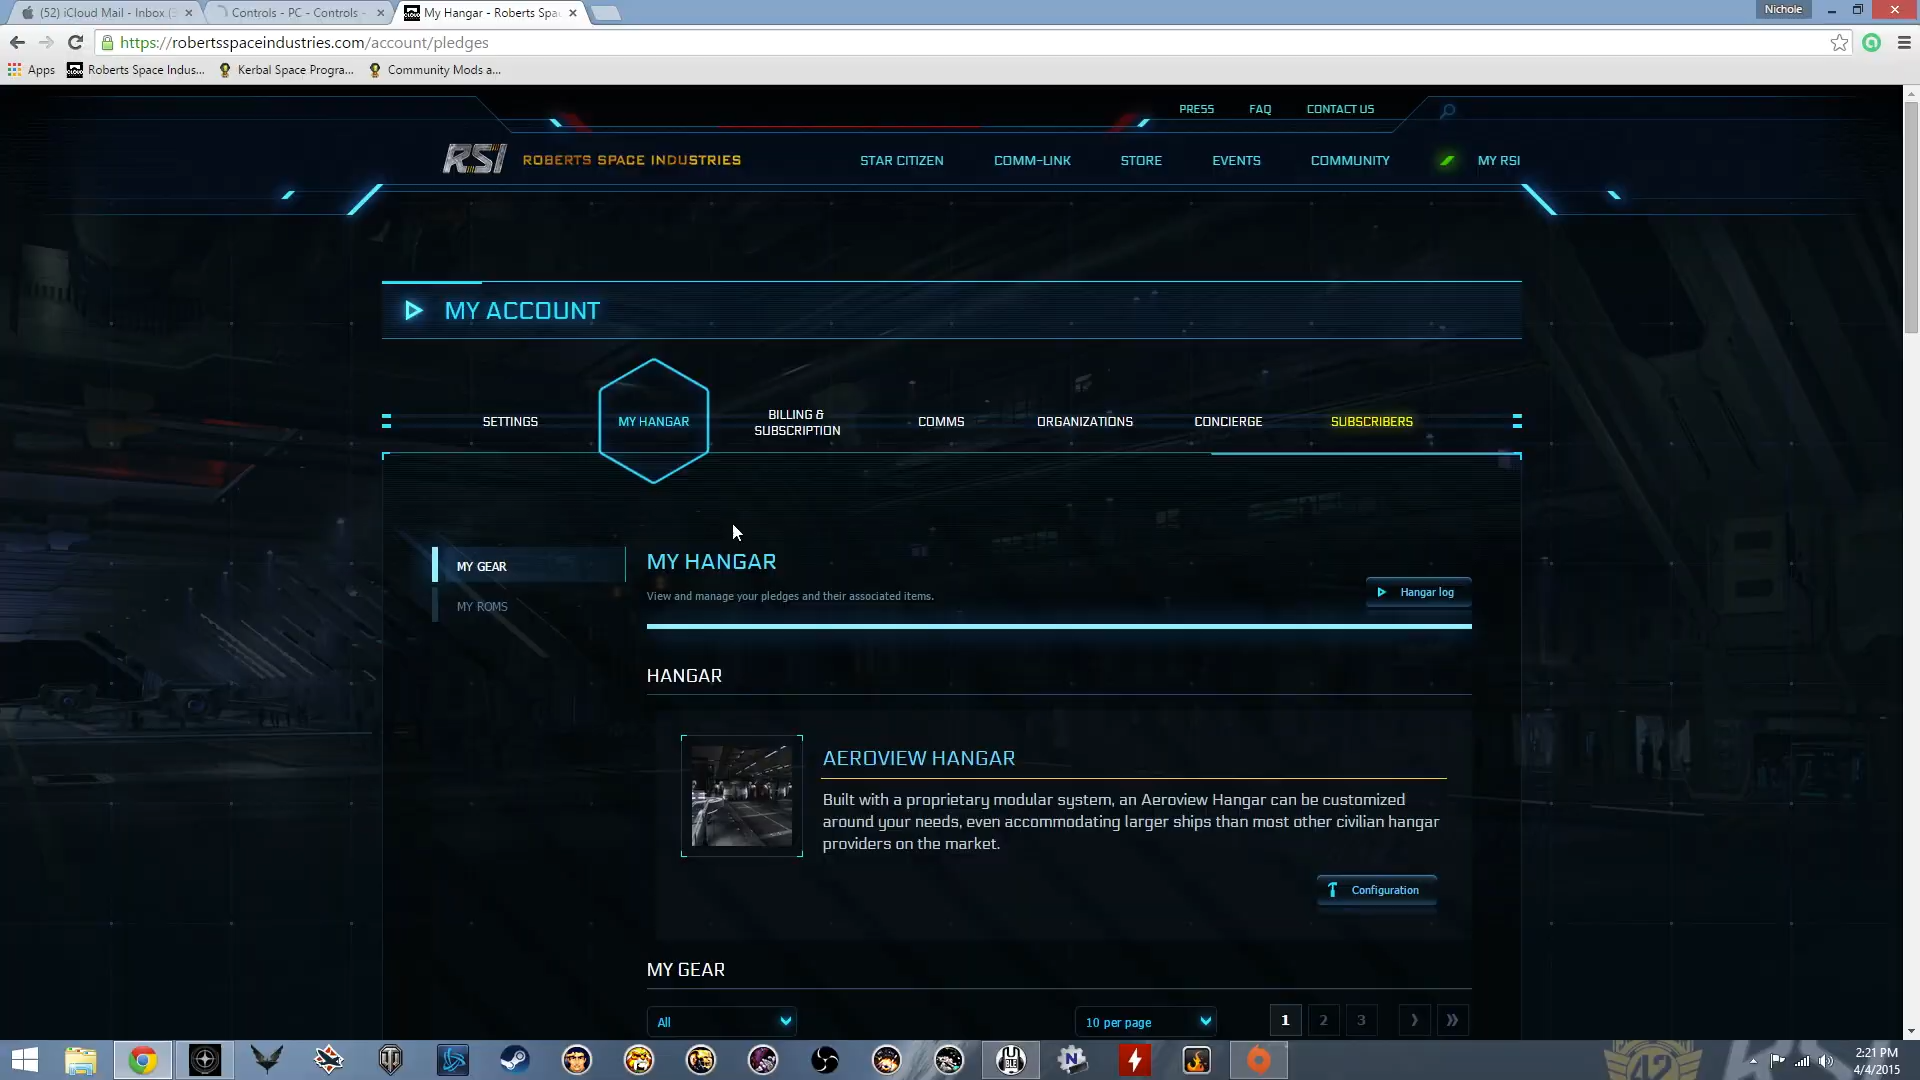 (52) iCloud Mail - Inbox (5
Controls - PC - Controls -
My Hangar - Roberts Spa
Nichole
https://robertsspaceindustries.com/account/pledges
Apps
Roberts Space Indus...
Kerbal Space Progra...
Community Mods a...
PRESS
FAQ
CONTACT US
RSI
ROBERTS SPACE INDUSTRIES
STAR CITIZEN
COMM-LINK
STORE
EVENTS
COMMUNITY
MY RSI
MY ACCOUNT
SETTINGS
MY HANGAR
BILLING &
SUBSCRIPTION
COMMS
ORGANIZATIONS
CONCIERGE
SUBSCRIBERS
MY GEAR
MY ROMS
MY HANGAR
View and manage your pledges and their associated items.
Hangar log
HANGAR
AEROVIEW HANGAR
Built with a proprietary modular system, an Aeroview Hangar can be customized
around your needs, even accommodating larger ships than most other civilian hangar
providers on the market.
Configuration
MY GEAR
All
10 per page
1
2
3
2:21 PM
4/4/2015